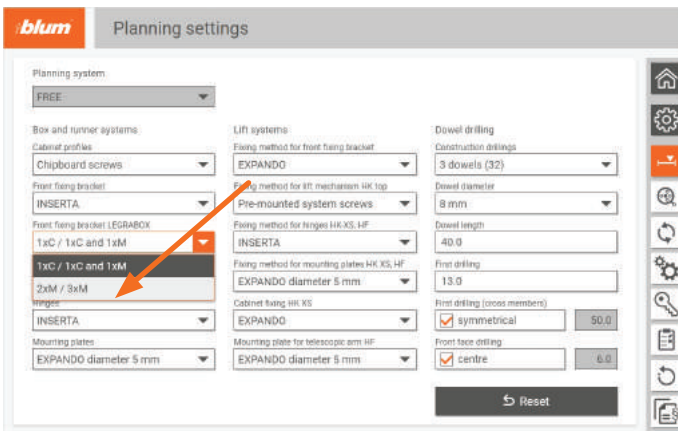 blum
Planning settings
Planning system
FREE
Box and runner systems
Cabinet profiles
Chipboard screws
Front fixing bracket
INSERTA
Front fixing bracket LEGRABOX
1xC / 1xC and 1xM
1xC / 1xC and 1xM
2xM / 3xM
Hinges
INSERTA
Mounting plates
EXPANDO diameter 5 mm
Lift systems
Fixing method for front fixing bracket
EXPANDO
Fixing method for lift mechanism HK top
Pre-mounted system screws
Fixing method for hinges HK-XS, HF
INSERTA
Fixing method for mounting plates HK XS, HF
EXPANDO diameter 5 mm
Cabinet fixing HK XS
EXPANDO
Mounting plate for telescopic arm HF
EXPANDO diameter 5 mm
Dowel drilling
Construction drillings
3 dowels (32)
Dowel diameter
8 mm
Dowel length
40.0
First drilling
13.0
First drilling (cross members)
symmetrical
50.0
Front face drilling
centre
6.0
Reset